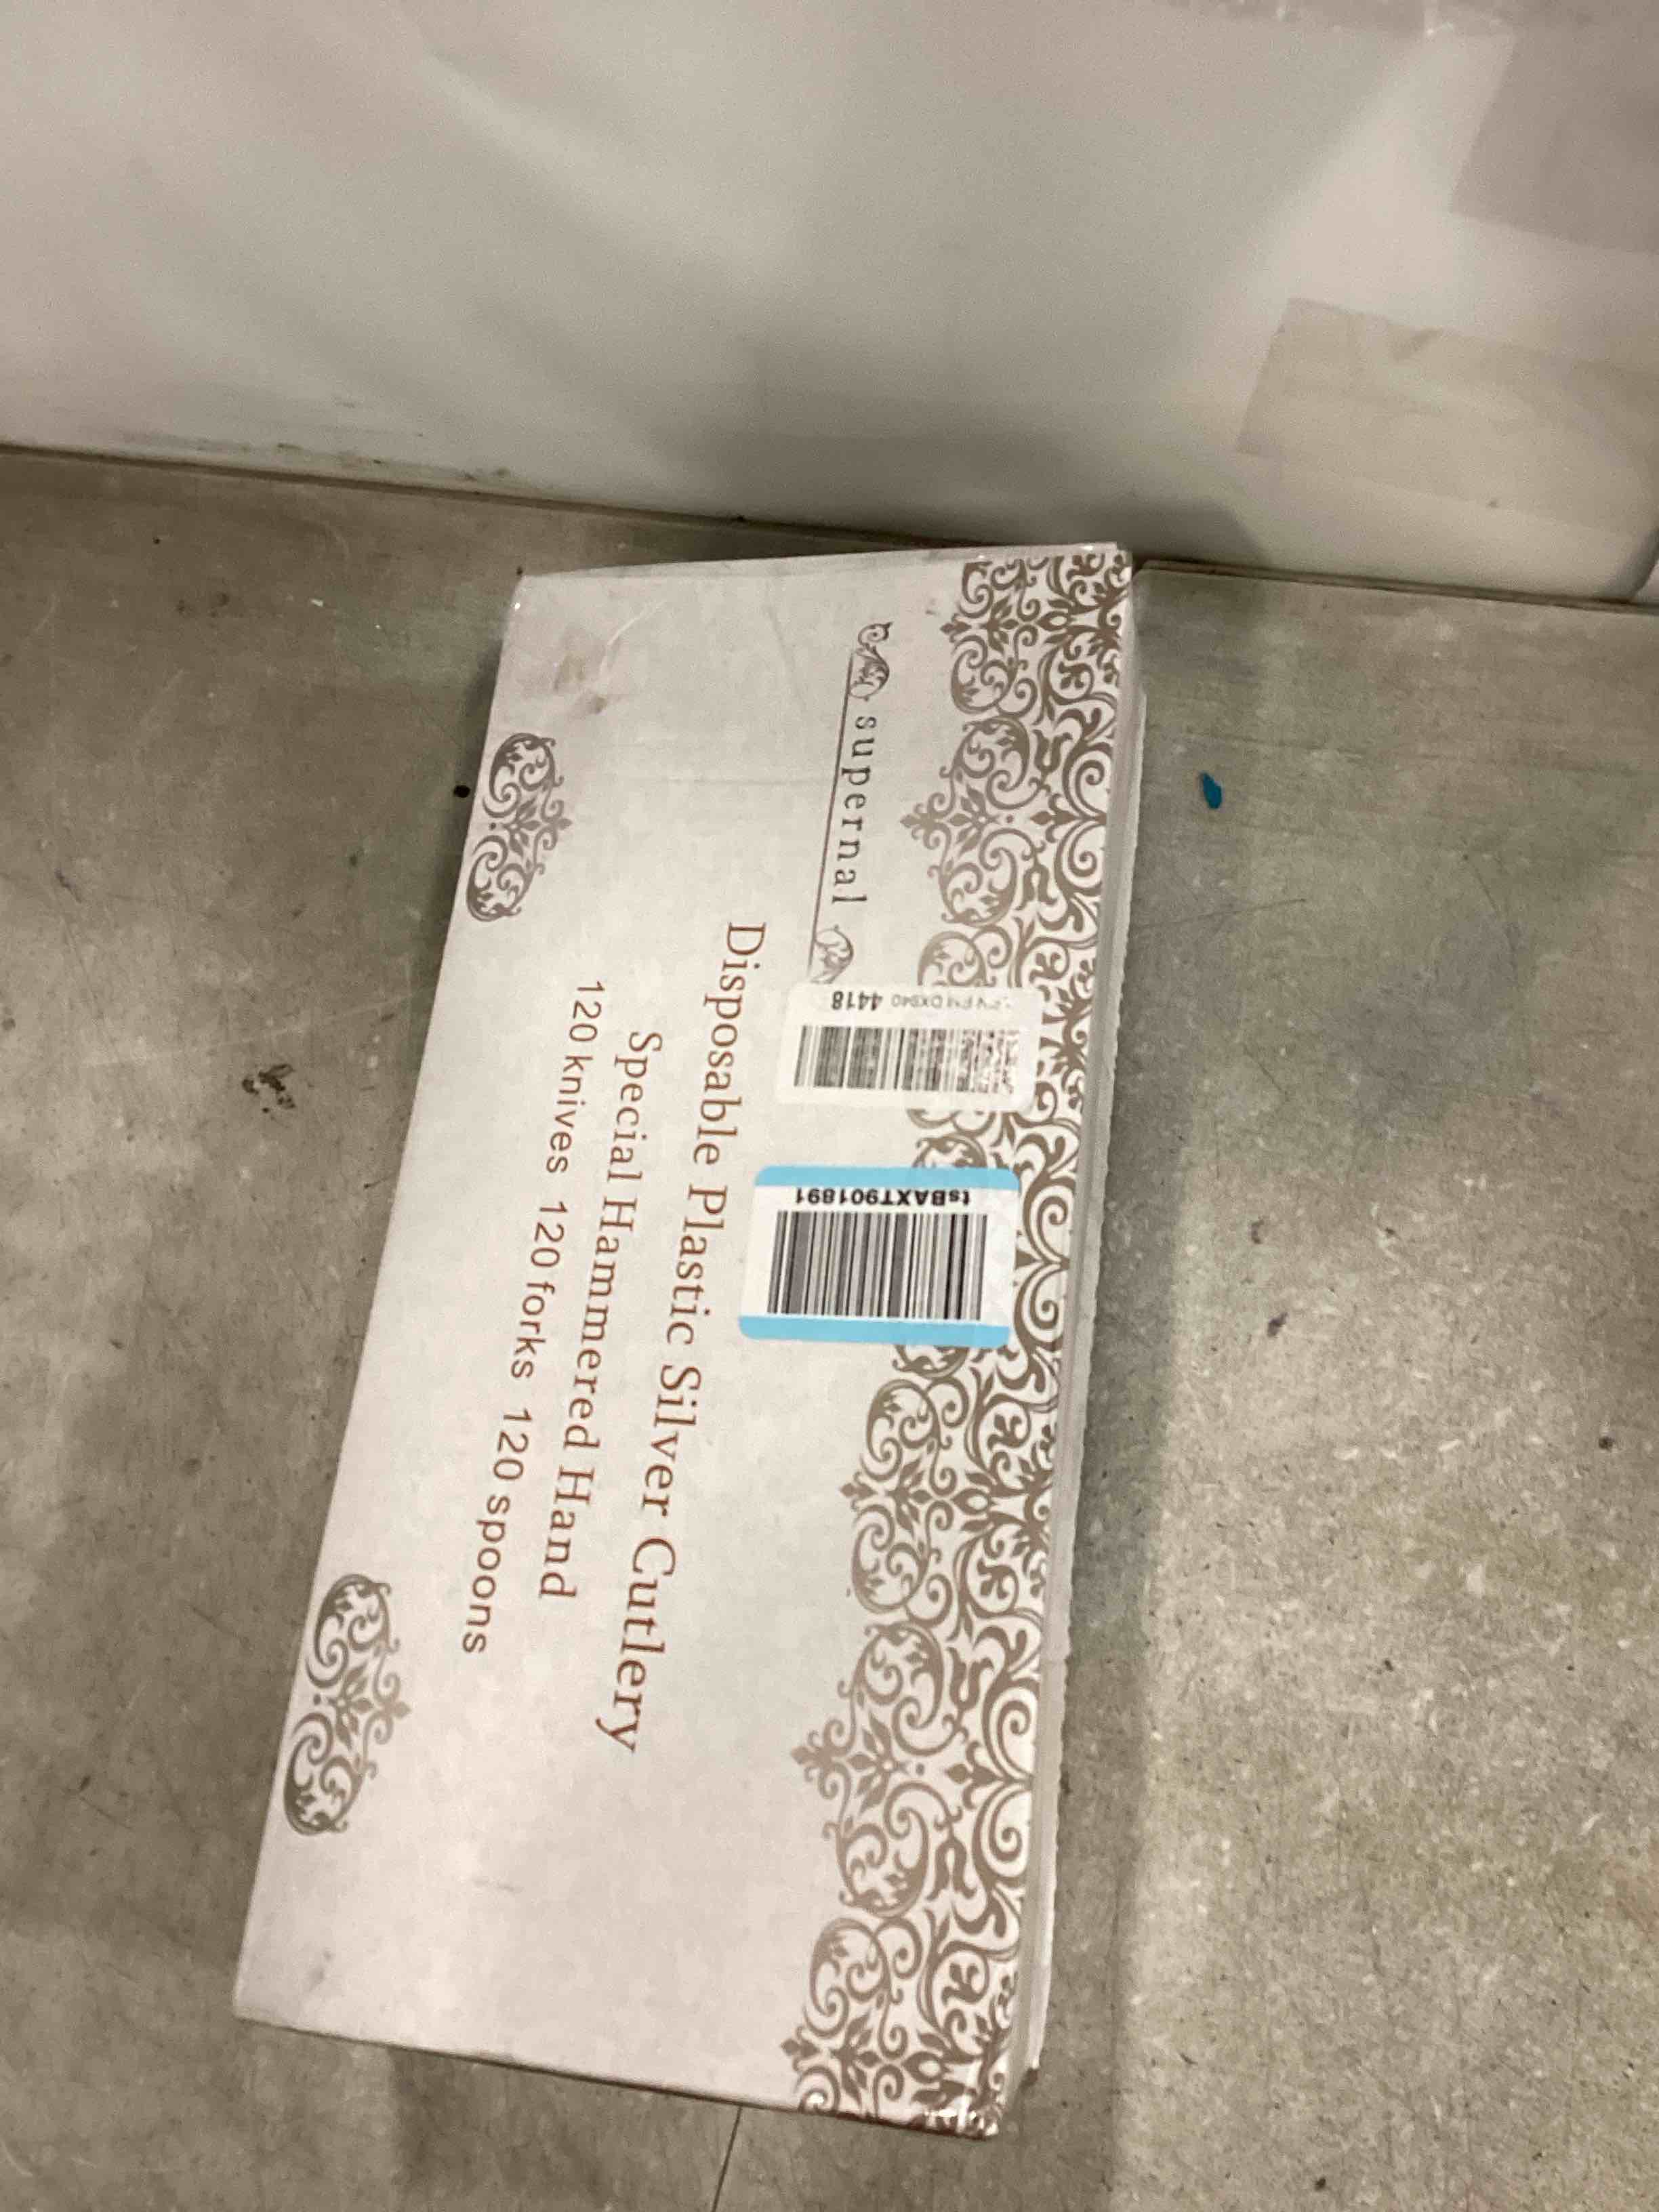 supernal
Disposable Plastic Silver Cutlery
Special Hammered Hand
120 knives 120 forks 120 spoons
4418
tsBAXT901891